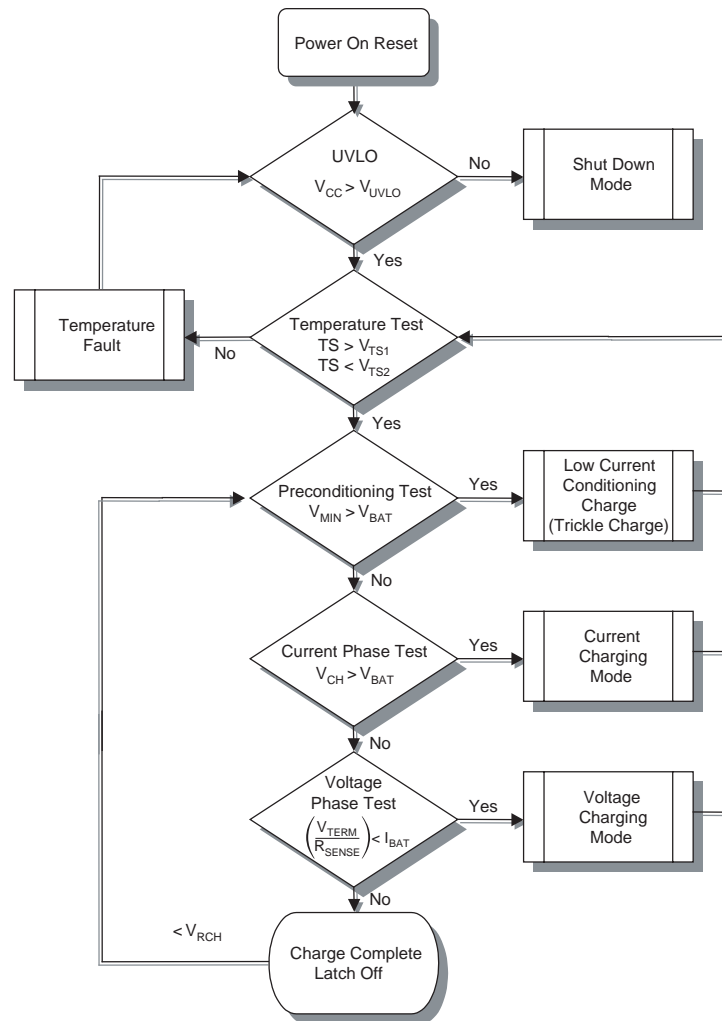 Power On Reset
UVLO
V_CC > V_UVLO
No
Shut Down
Mode
Yes
Temperature
Fault
No
Temperature Test
TS > V_TS1
TS < V_TS2
Yes
Preconditioning Test
V_MIN > V_BAT
Yes
Low Current
Conditioning
Charge
(Trickle Charge)
No
Current Phase Test
V_CH > V_BAT
Yes
Current
Charging
Mode
No
Voltage
Phase Test
(V_TERM / R_SENSE) < I_BAT
Yes
Voltage
Charging
Mode
No
< V_RCH
Charge Complete
Latch Off